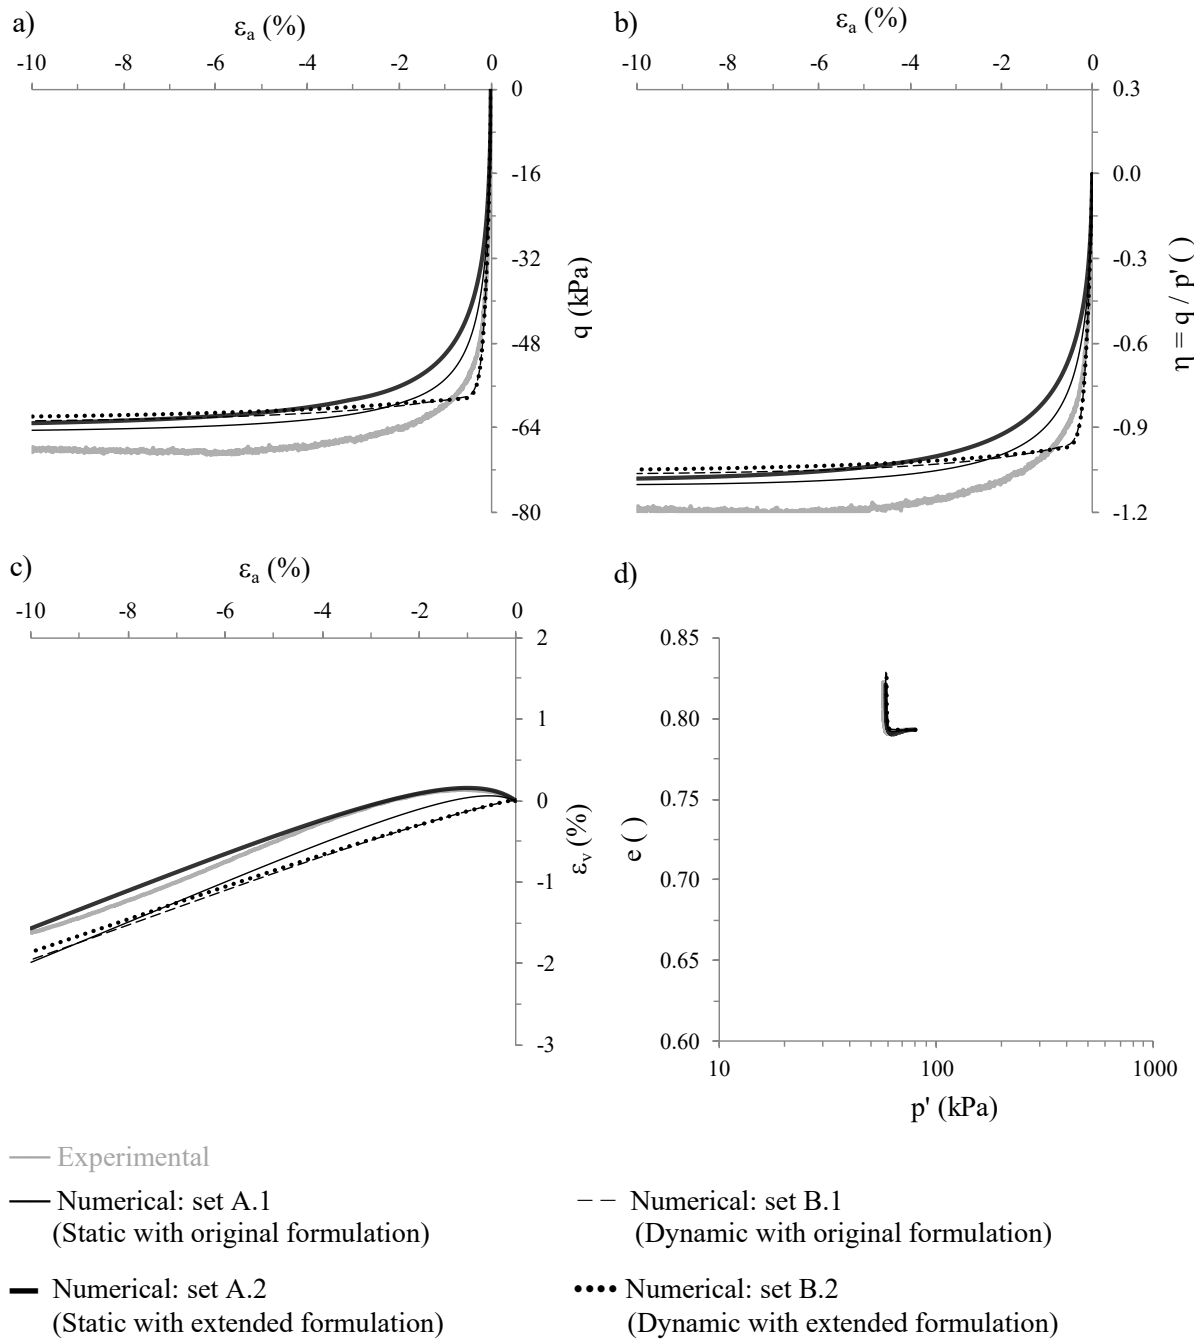 a)
εa (%)
-10 -8 -6 -4 -2 0
0
-16
-32
-48
-64
-80
q (kPa)
b)
εa (%)
-10 -8 -6 -4 -2 0
0.3
0.0
-0.3
-0.6
-0.9
-1.2
η = q / p' ( )
c)
εa (%)
-10 -8 -6 -4 -2 0
2
1
0
-1
-2
-3
εv (%)
d)
0.85
0.80
0.75
0.70
0.65
0.60
e ( )
10 100 1000
p' (kPa)
Experimental
Numerical: set A.1
(Static with original formulation)
Numerical: set B.1
(Dynamic with original formulation)
Numerical: set A.2
(Static with extended formulation)
Numerical: set B.2
(Dynamic with extended formulation)